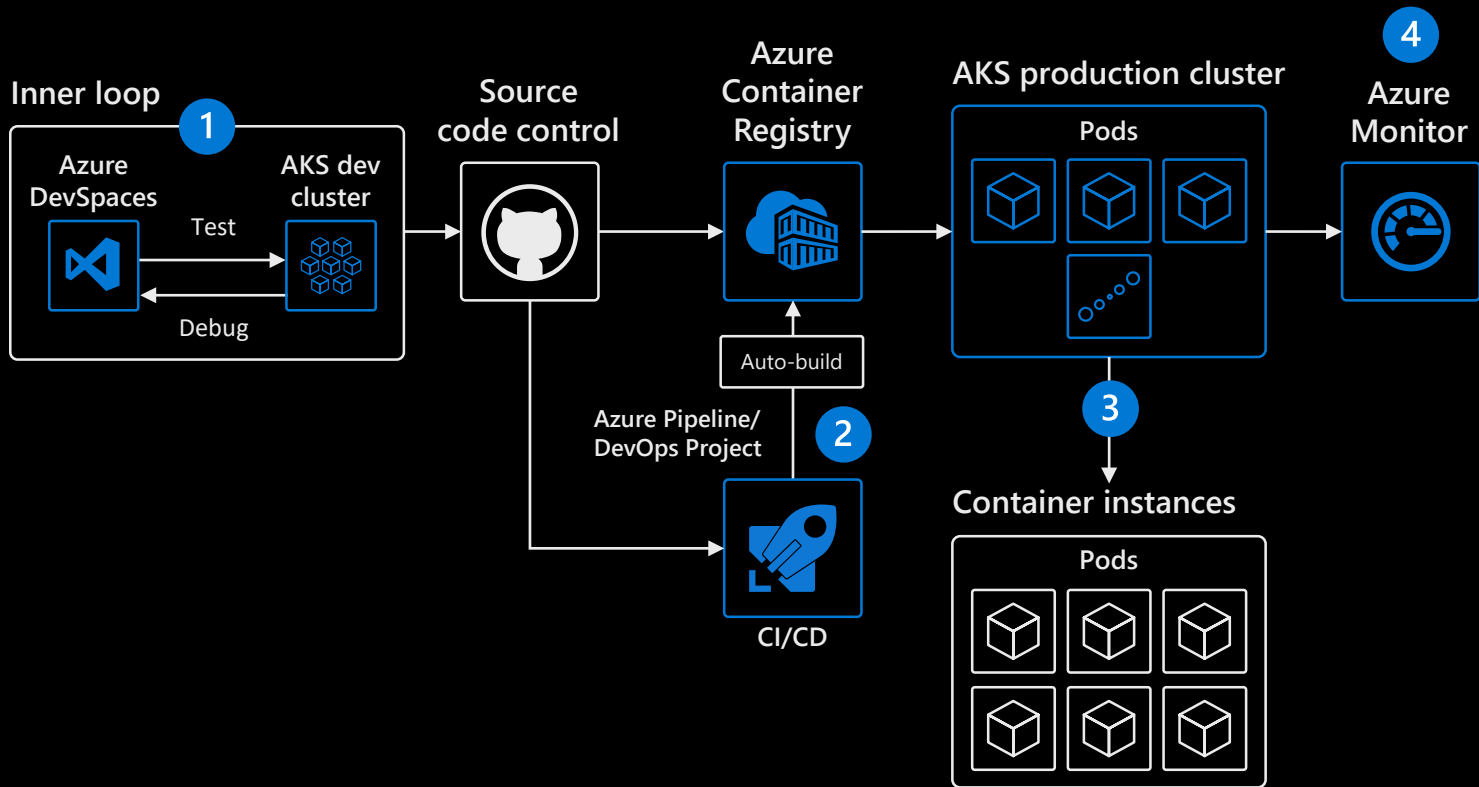 Inner loop
1
Azure
DevSpaces
AKS dev
cluster
Test
Debug
Source
code control
Azure
Container
Registry
Auto-build
Azure Pipeline/
DevOps Project
2
CI/CD
AKS production cluster
Pods
3
Container instances
Pods
4
Azure
Monitor